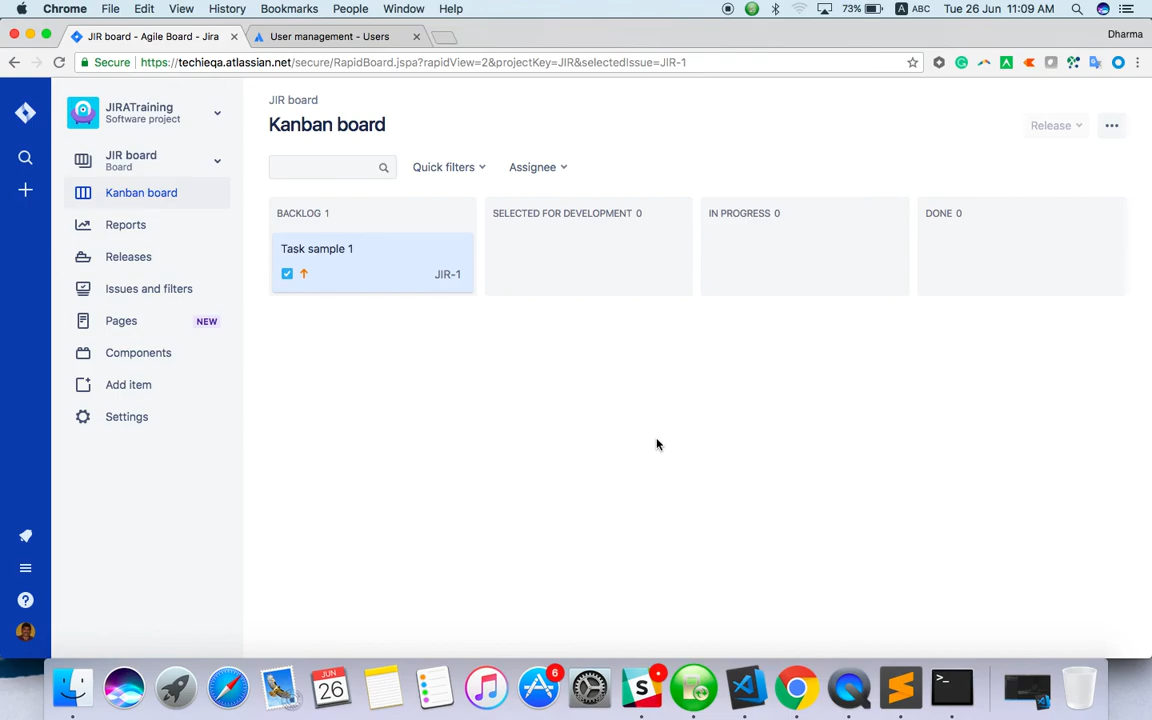 Chrome File Edit View History Bookmarks People Window Help 73% A ABC Tue 26 Jun 11:09 AM
JIR board - Agile Board - Jira
User management - Users
Dharma
Secure https://techieqa.atlassian.net/secure/RapidBoard.jspa?rapidView=2&projectKey=JIR&selectedIssue=JIR-1
JIRATraining
Software project
JIR board
Board
Kanban board
Reports
Releases
Issues and filters
Pages NEW
Components
Add item
Settings
JIR board
Kanban board
Release
Quick filters
Assignee
BACKLOG 1
SELECTED FOR DEVELOPMENT 0
IN PROGRESS 0
DONE 0
Task sample 1
JIR-1
JUN
26
6
>_